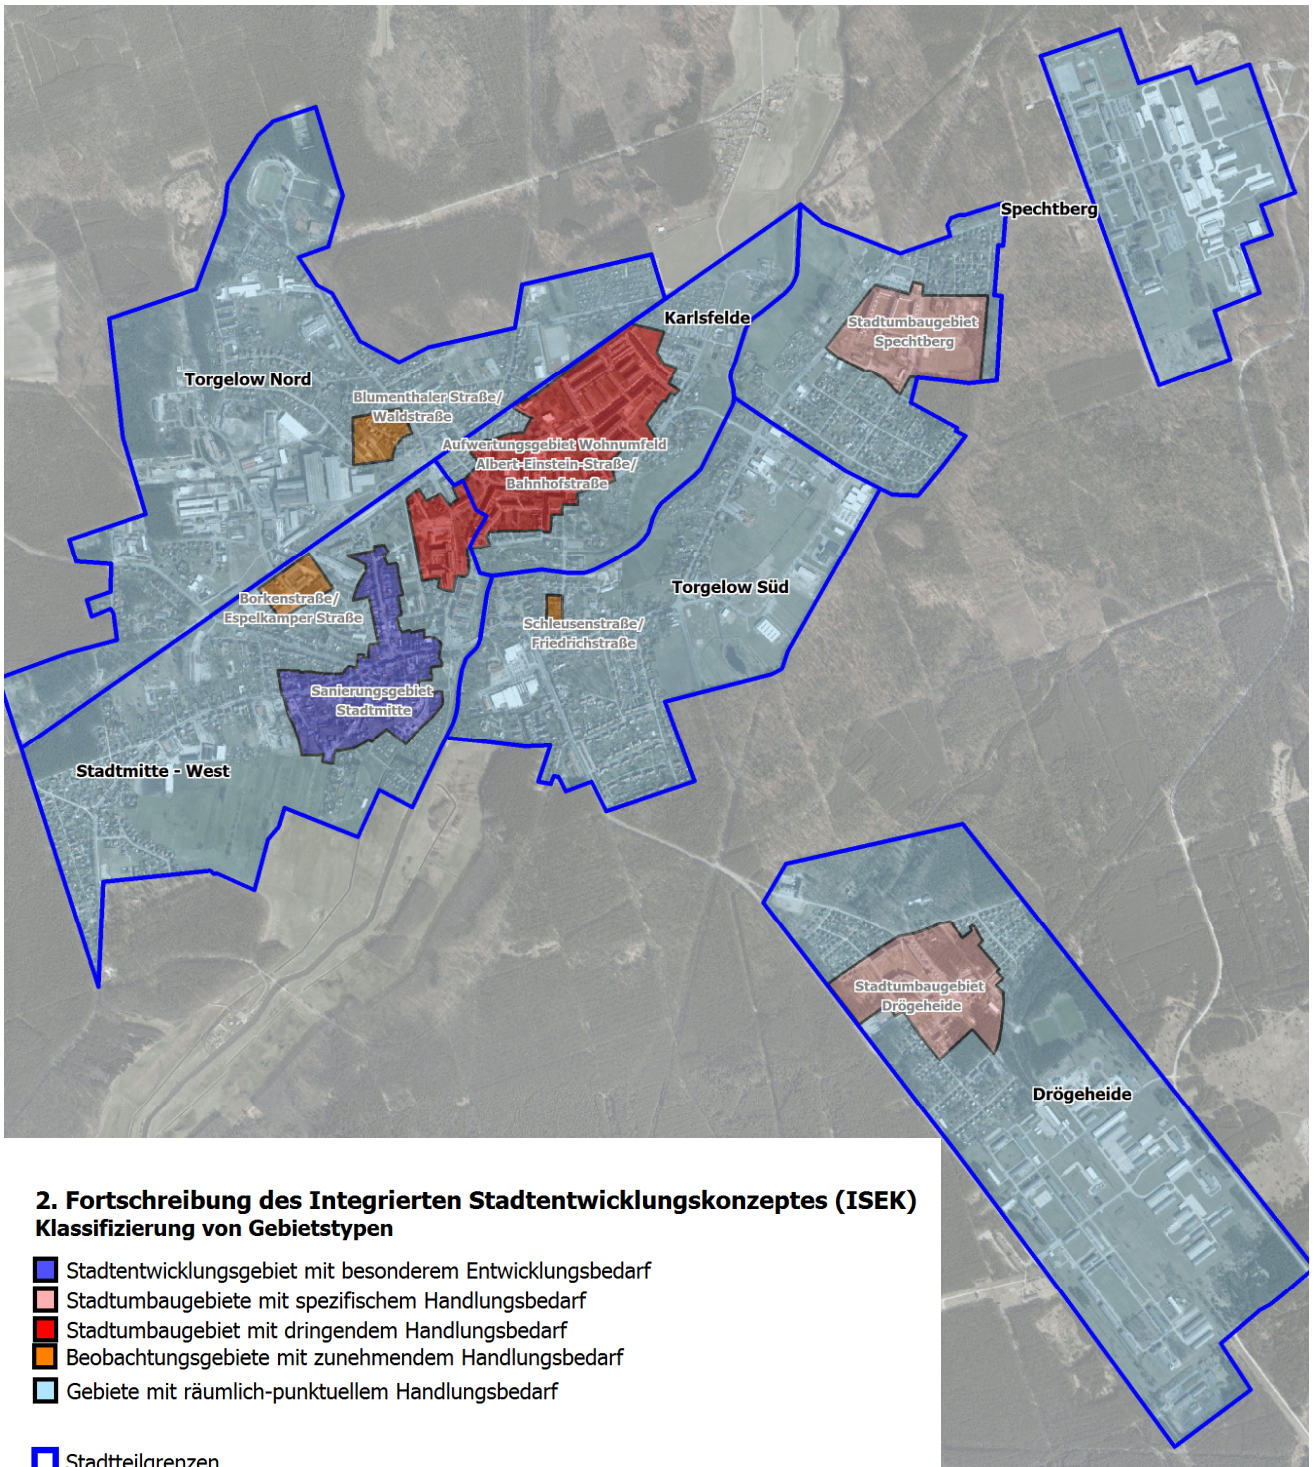 Spechtberg
Karlsfelde
Stadtumbaugebiet
Spechtberg
Torgelow Nord
Blumenthaler Straße/
Waldstraße
Aufwertungsgebiet Wohnumfeld
Albert-Einstein-Straße/
Bahnhofstraße
Torgelow Süd
Borkenstraße/
Espelkamper Straße
Schleusenstraße/
Friedrichstraße
Sanierungsgebiet
Stadtmitte
Stadtmitte - West
Stadtumbaugebiet
Drögeheide
Drögeheide
2. Fortschreibung des Integrierten Stadtentwicklungskonzeptes (ISEK)
Klassifizierung von Gebietstypen
Stadtentwicklungsgebiet mit besonderem Entwicklungsbedarf
Stadtumbaugebiete mit spezifischem Handlungsbedarf
Stadtumbaugebiet mit dringendem Handlungsbedarf
Beobachtungsgebiete mit zunehmendem Handlungsbedarf
Gebiete mit räumlich-punktuellem Handlungsbedarf
Stadtteilgrenzen